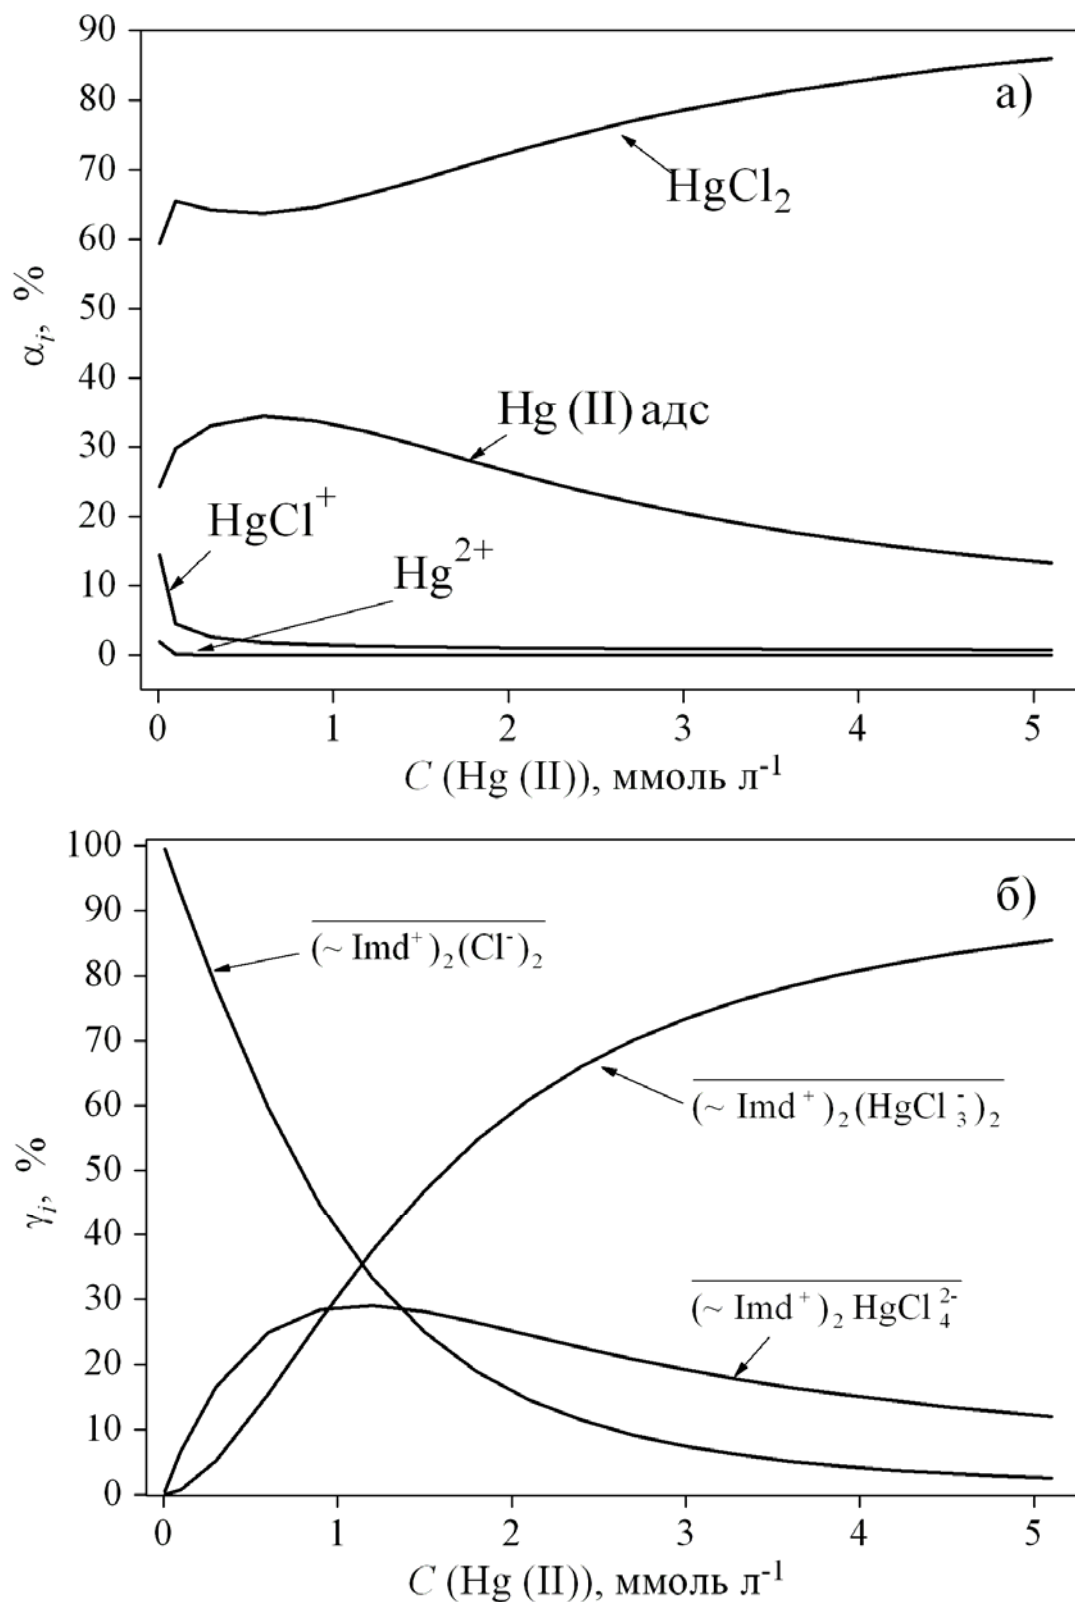 90
80
70
60
50
40
30
20
10
0
αᵢ, %
а)
HgCl₂
Hg (II) адс
HgCl⁺
Hg²⁺
0 1 2 3 4 5
C (Hg (II)), ммоль л⁻¹
100
90
80
70
60
50
40
30
20
10
0
γᵢ, %
б)
(~ Imd⁺)₂(Cl⁻)₂
(~ Imd⁺)₂(HgCl₃⁻)₂
(~ Imd⁺)₂HgCl₄²⁻
0 1 2 3 4 5
C (Hg (II)), ммоль л⁻¹